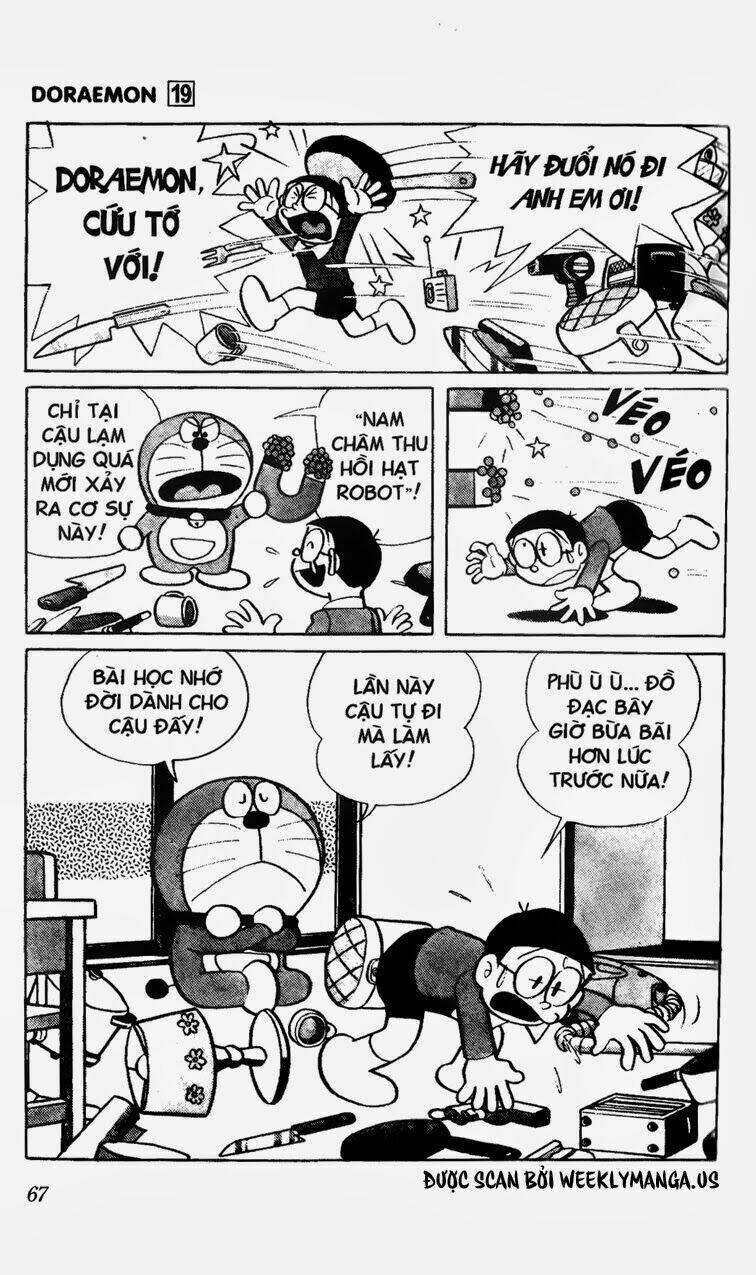 DORAEMON 19
DORAEMON,
CỨU TỚ
VỚI!
HÃY ĐUỔI NÓ ĐI
ANH EM ƠI!
CHỈ TẠI
CẬU LẠM
DỤNG QUÁ
MỚI XẢY
RA CƠ SỰ
NÀY!
"NAM
CHÂM THU
HỒI HẠT
ROBOT"!
VÉO
VÉO
BÀI HỌC NHỚ
ĐỜI DÀNH CHO
CẬU ĐẤY!
LẦN NÀY
CẬU TỰ ĐI
MÀ LÀM
LẤY!
PHÙ Ù Ù... ĐỒ
ĐẠC BÂY
GIỜ BỪA BÃI
HƠN LÚC
TRƯỚC NỮA!
67
ĐƯỢC SCAN BỞI WEEKLYMANGA.US